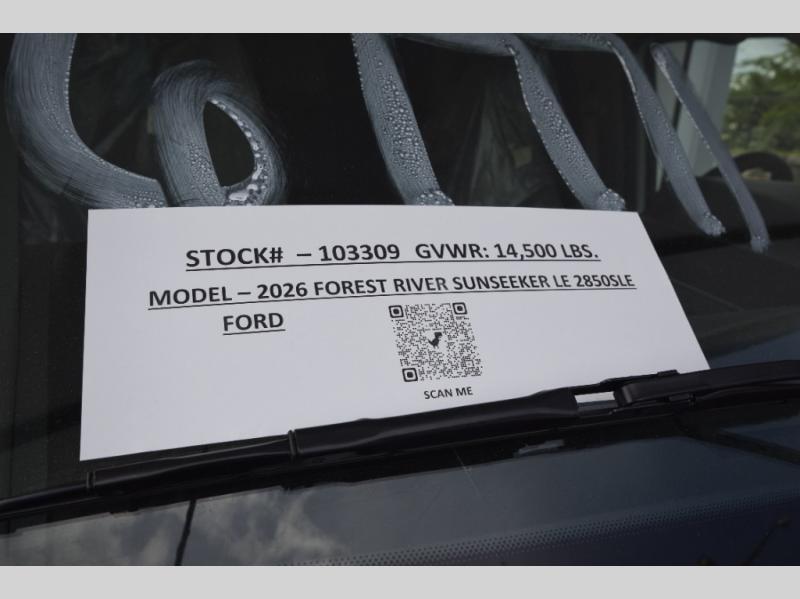 STOCK# – 103309 GVWR: 14,500 LBS.
MODEL – 2026 FOREST RIVER SUNSEEKER LE 2850SLE
FORD
SCAN ME